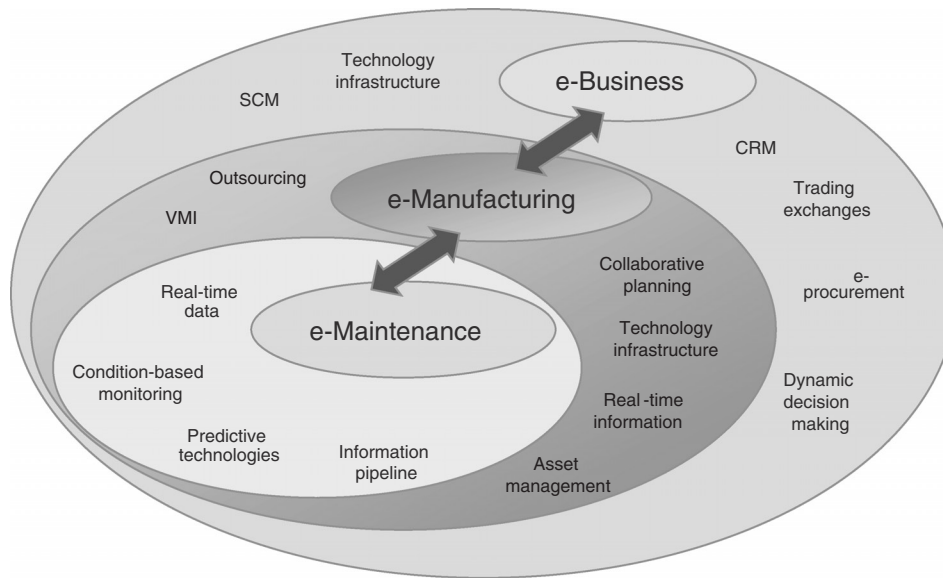 Technology
infrastructure
e-Business
SCM
CRM
Outsourcing
e-Manufacturing
Trading
exchanges
VMI
Collaborative
planning
e-
procurement
Real-time
data
e-Maintenance
Technology
infrastructure
Condition-based
monitoring
Dynamic
decision
making
Real-time
information
Predictive
technologies
Information
pipeline
Asset
management